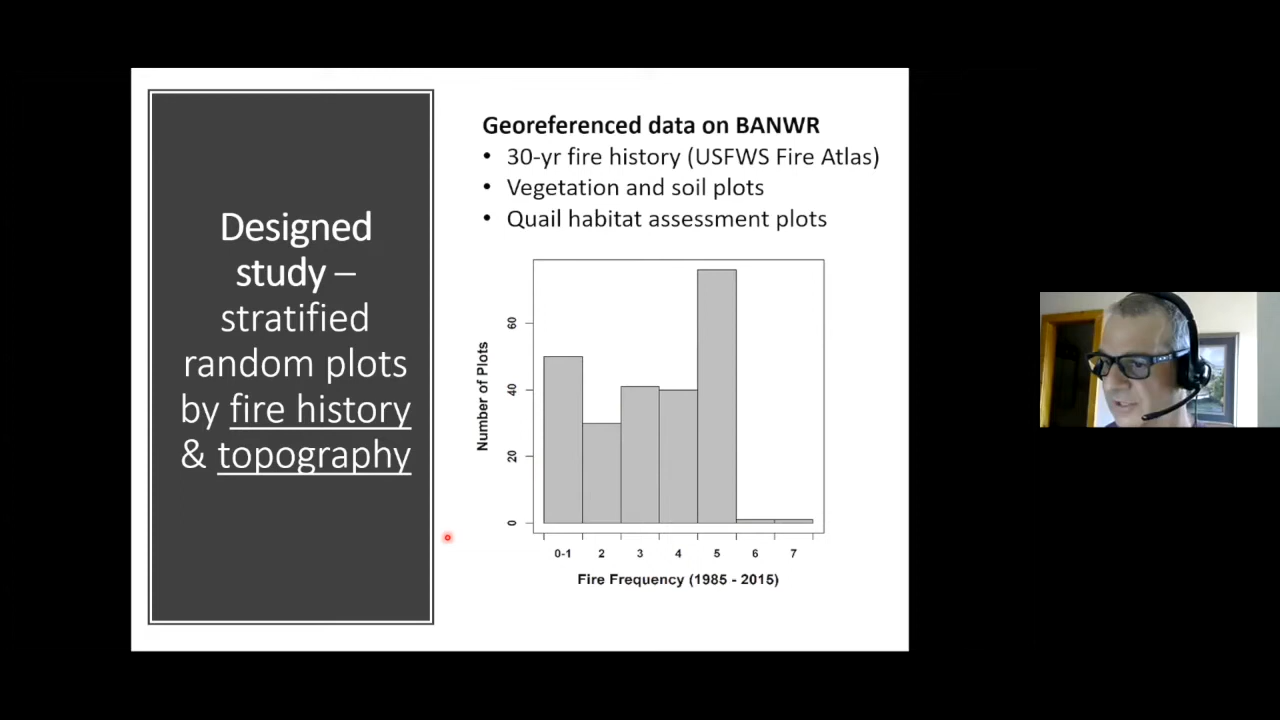 Designed
study –
stratified
random plots
by fire history
& topography
Georeferenced data on BANWR
• 30-yr fire history (USFWS Fire Atlas)
• Vegetation and soil plots
• Quail habitat assessment plots
Number of Plots
60
40
20
0
0-1 2 3 4 5 6 7
Fire Frequency (1985 - 2015)